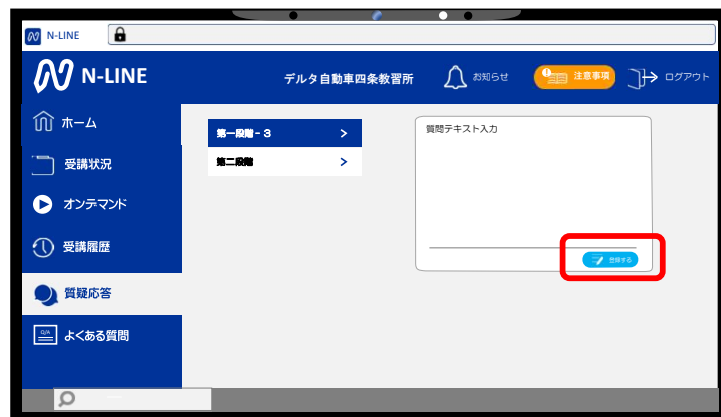 N-LINE
N-LINE
デルタ自動車四条教習所
お知らせ
注意事項
ログアウト
ホーム
受講状況
オンデマンド
受講履歴
質疑応答
よくある質問
Q/A
第一段階-3 >
第二段階 >
質問テキスト入力
登録する